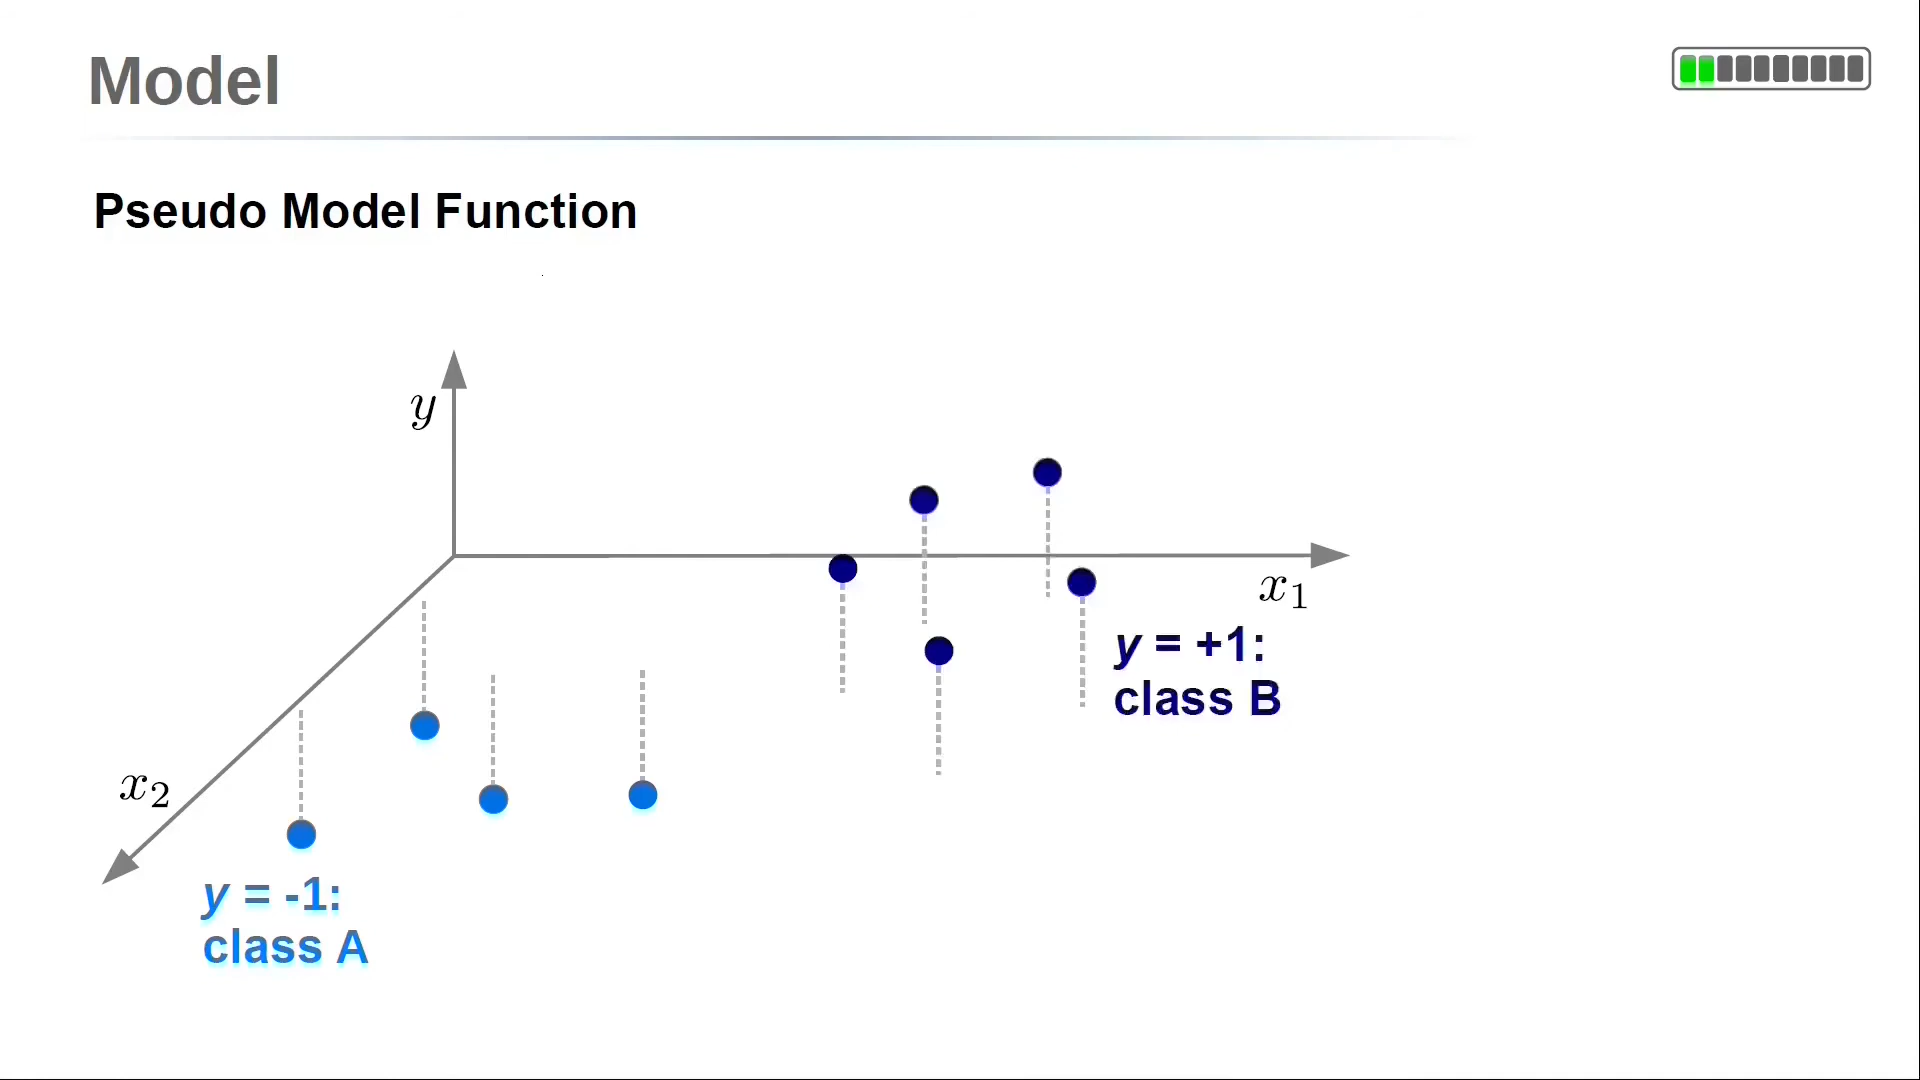 Model
Pseudo Model Function
y
x₁
y = +1:
class B
x₂
y = -1:
class A